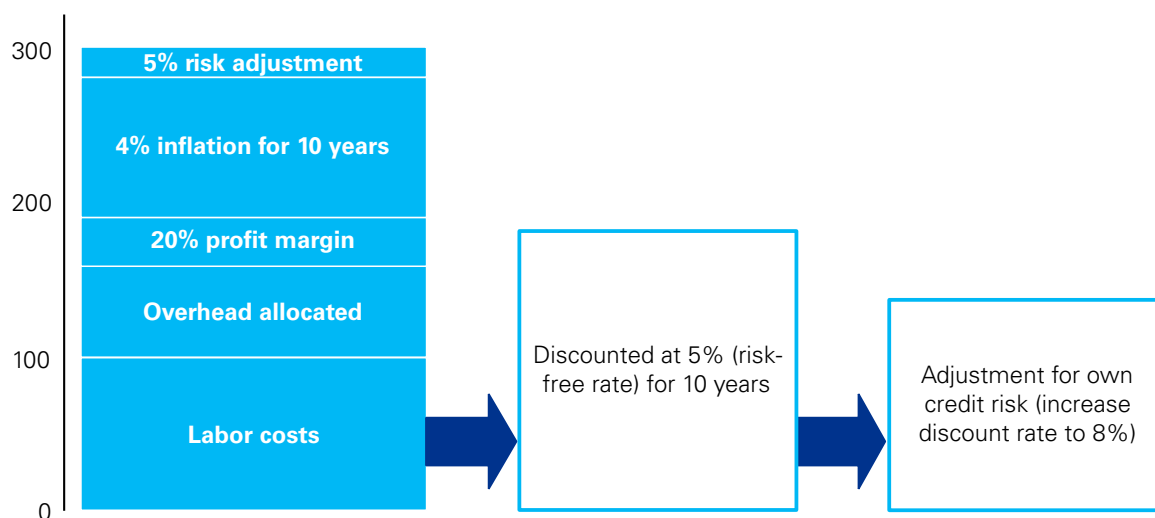 300
5% risk adjustment
4% inflation for 10 years
200
20% profit margin
Overhead allocated
100
Labor costs
0
Discounted at 5% (risk-
free rate) for 10 years
Adjustment for own
credit risk (increase
discount rate to 8%)